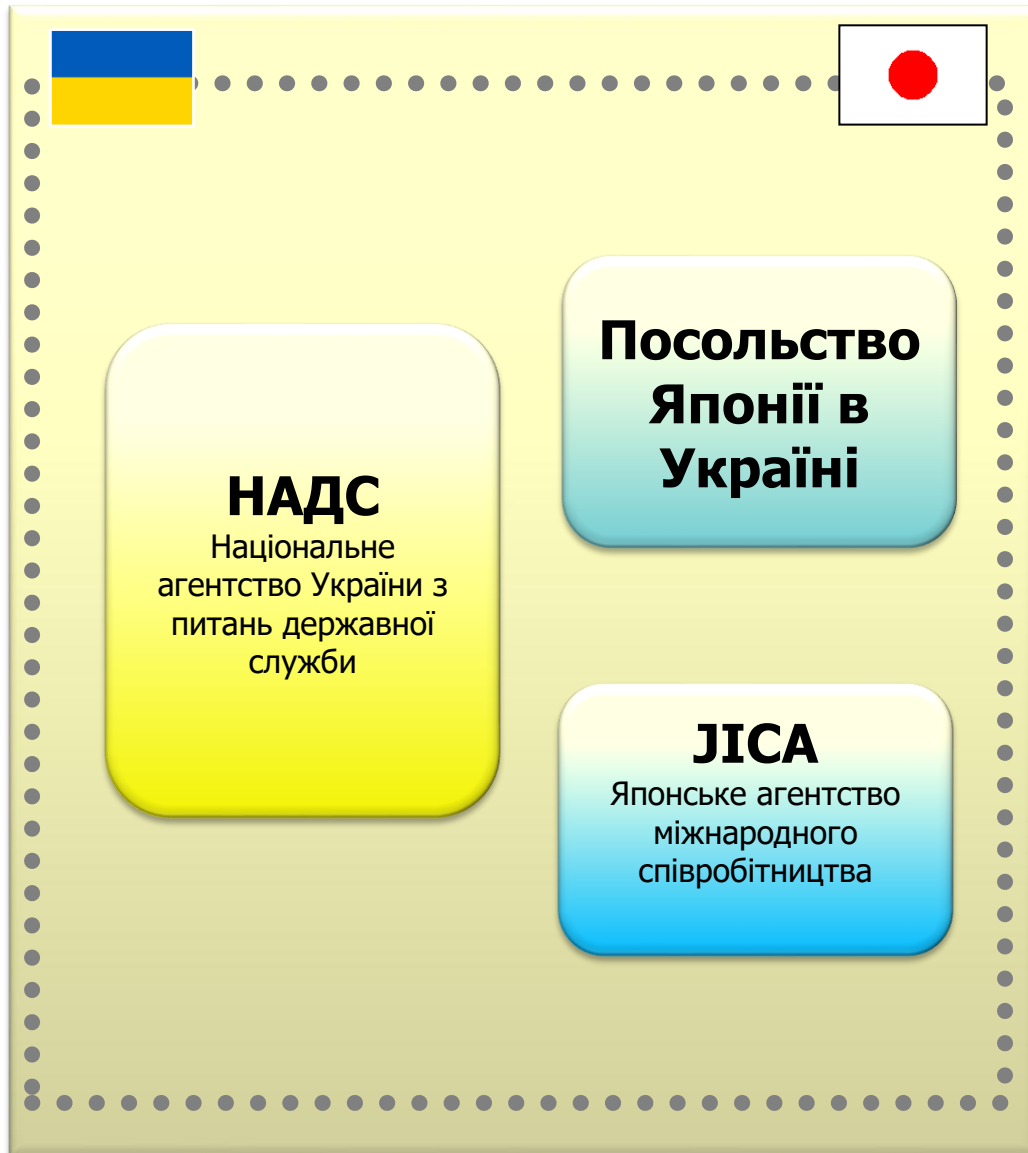 НАДС
Національне
агентство України з
питань державної
служби
Посольство
Японії в
Україні
JICA
Японське агентство
міжнародного
співробітництва